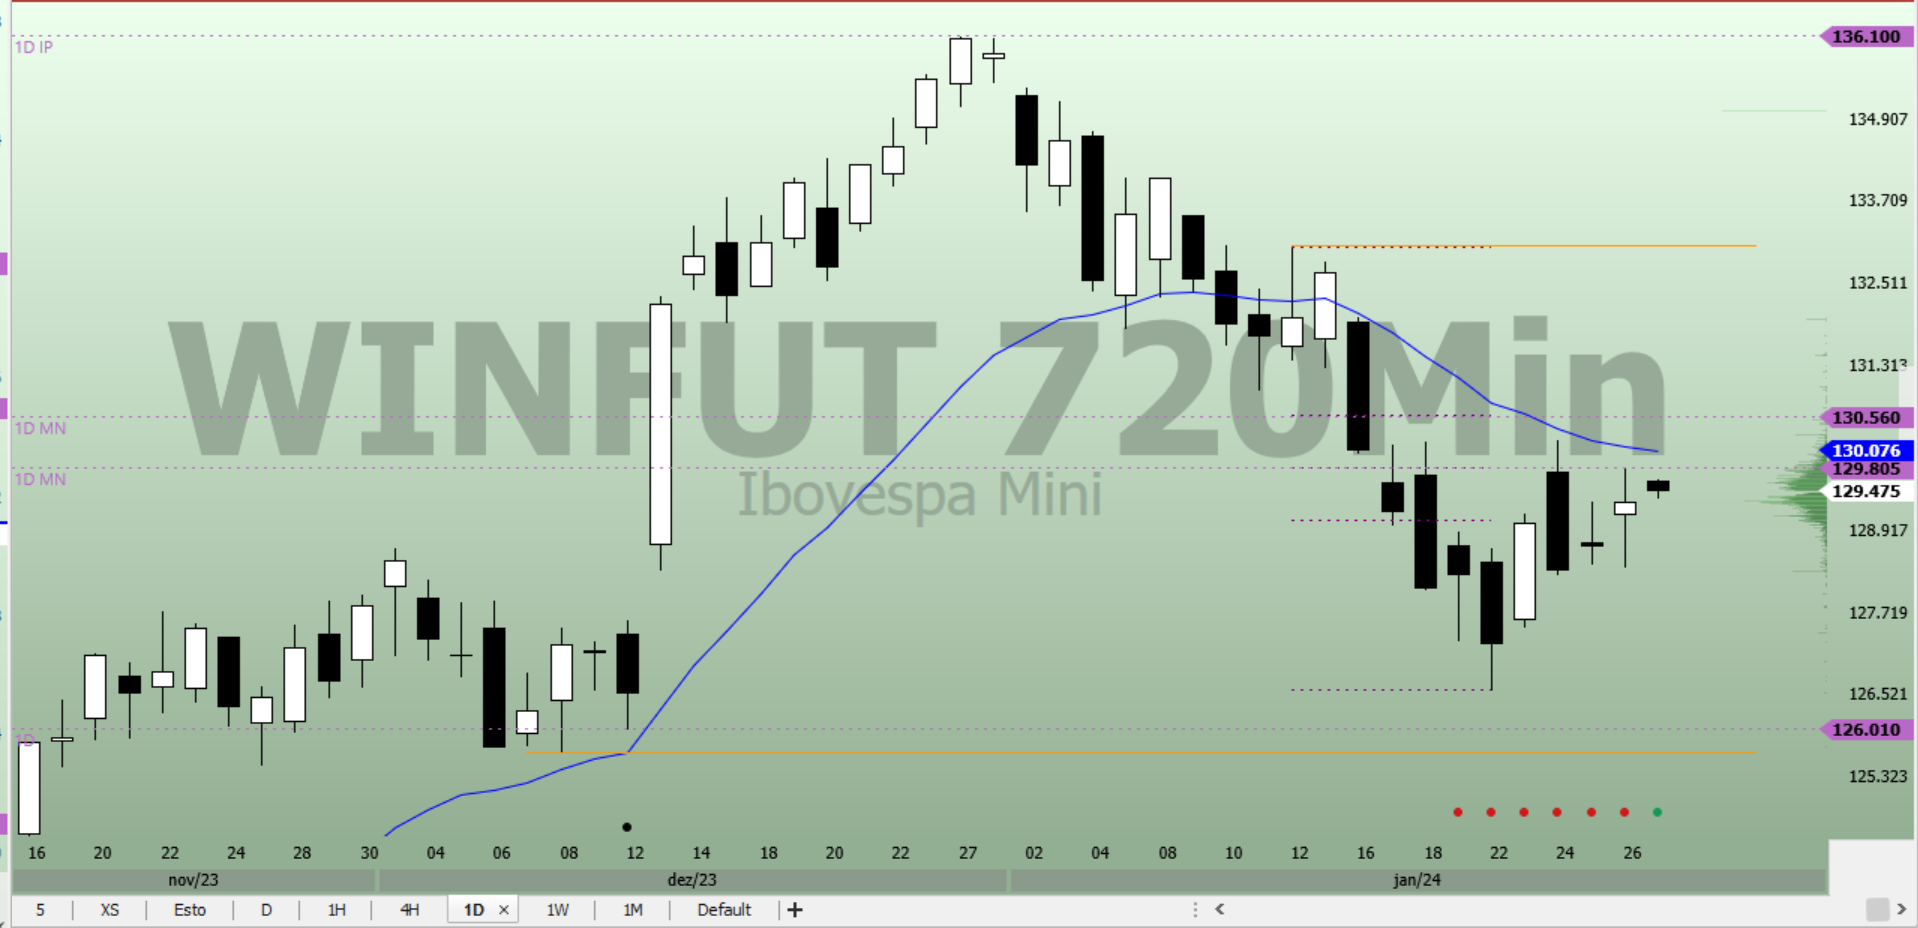 1D IP
136.100
134.907
133.709
132.511
131.313
WINFUT 720Min
130.560
1D MN
130.076
129.805
1D MN
129.475
Ibovespa Mini
128.917
127.719
126.521
126.010
1D
125.323
16 20 22 24 28 30 04 06 08 12 14 18 20 22 27 02 04 08 10 12 16 18 22 24 26
nov/23 dez/23 jan/24
5 XS Esto D 1H 4H 1D × 1W 1M Default +